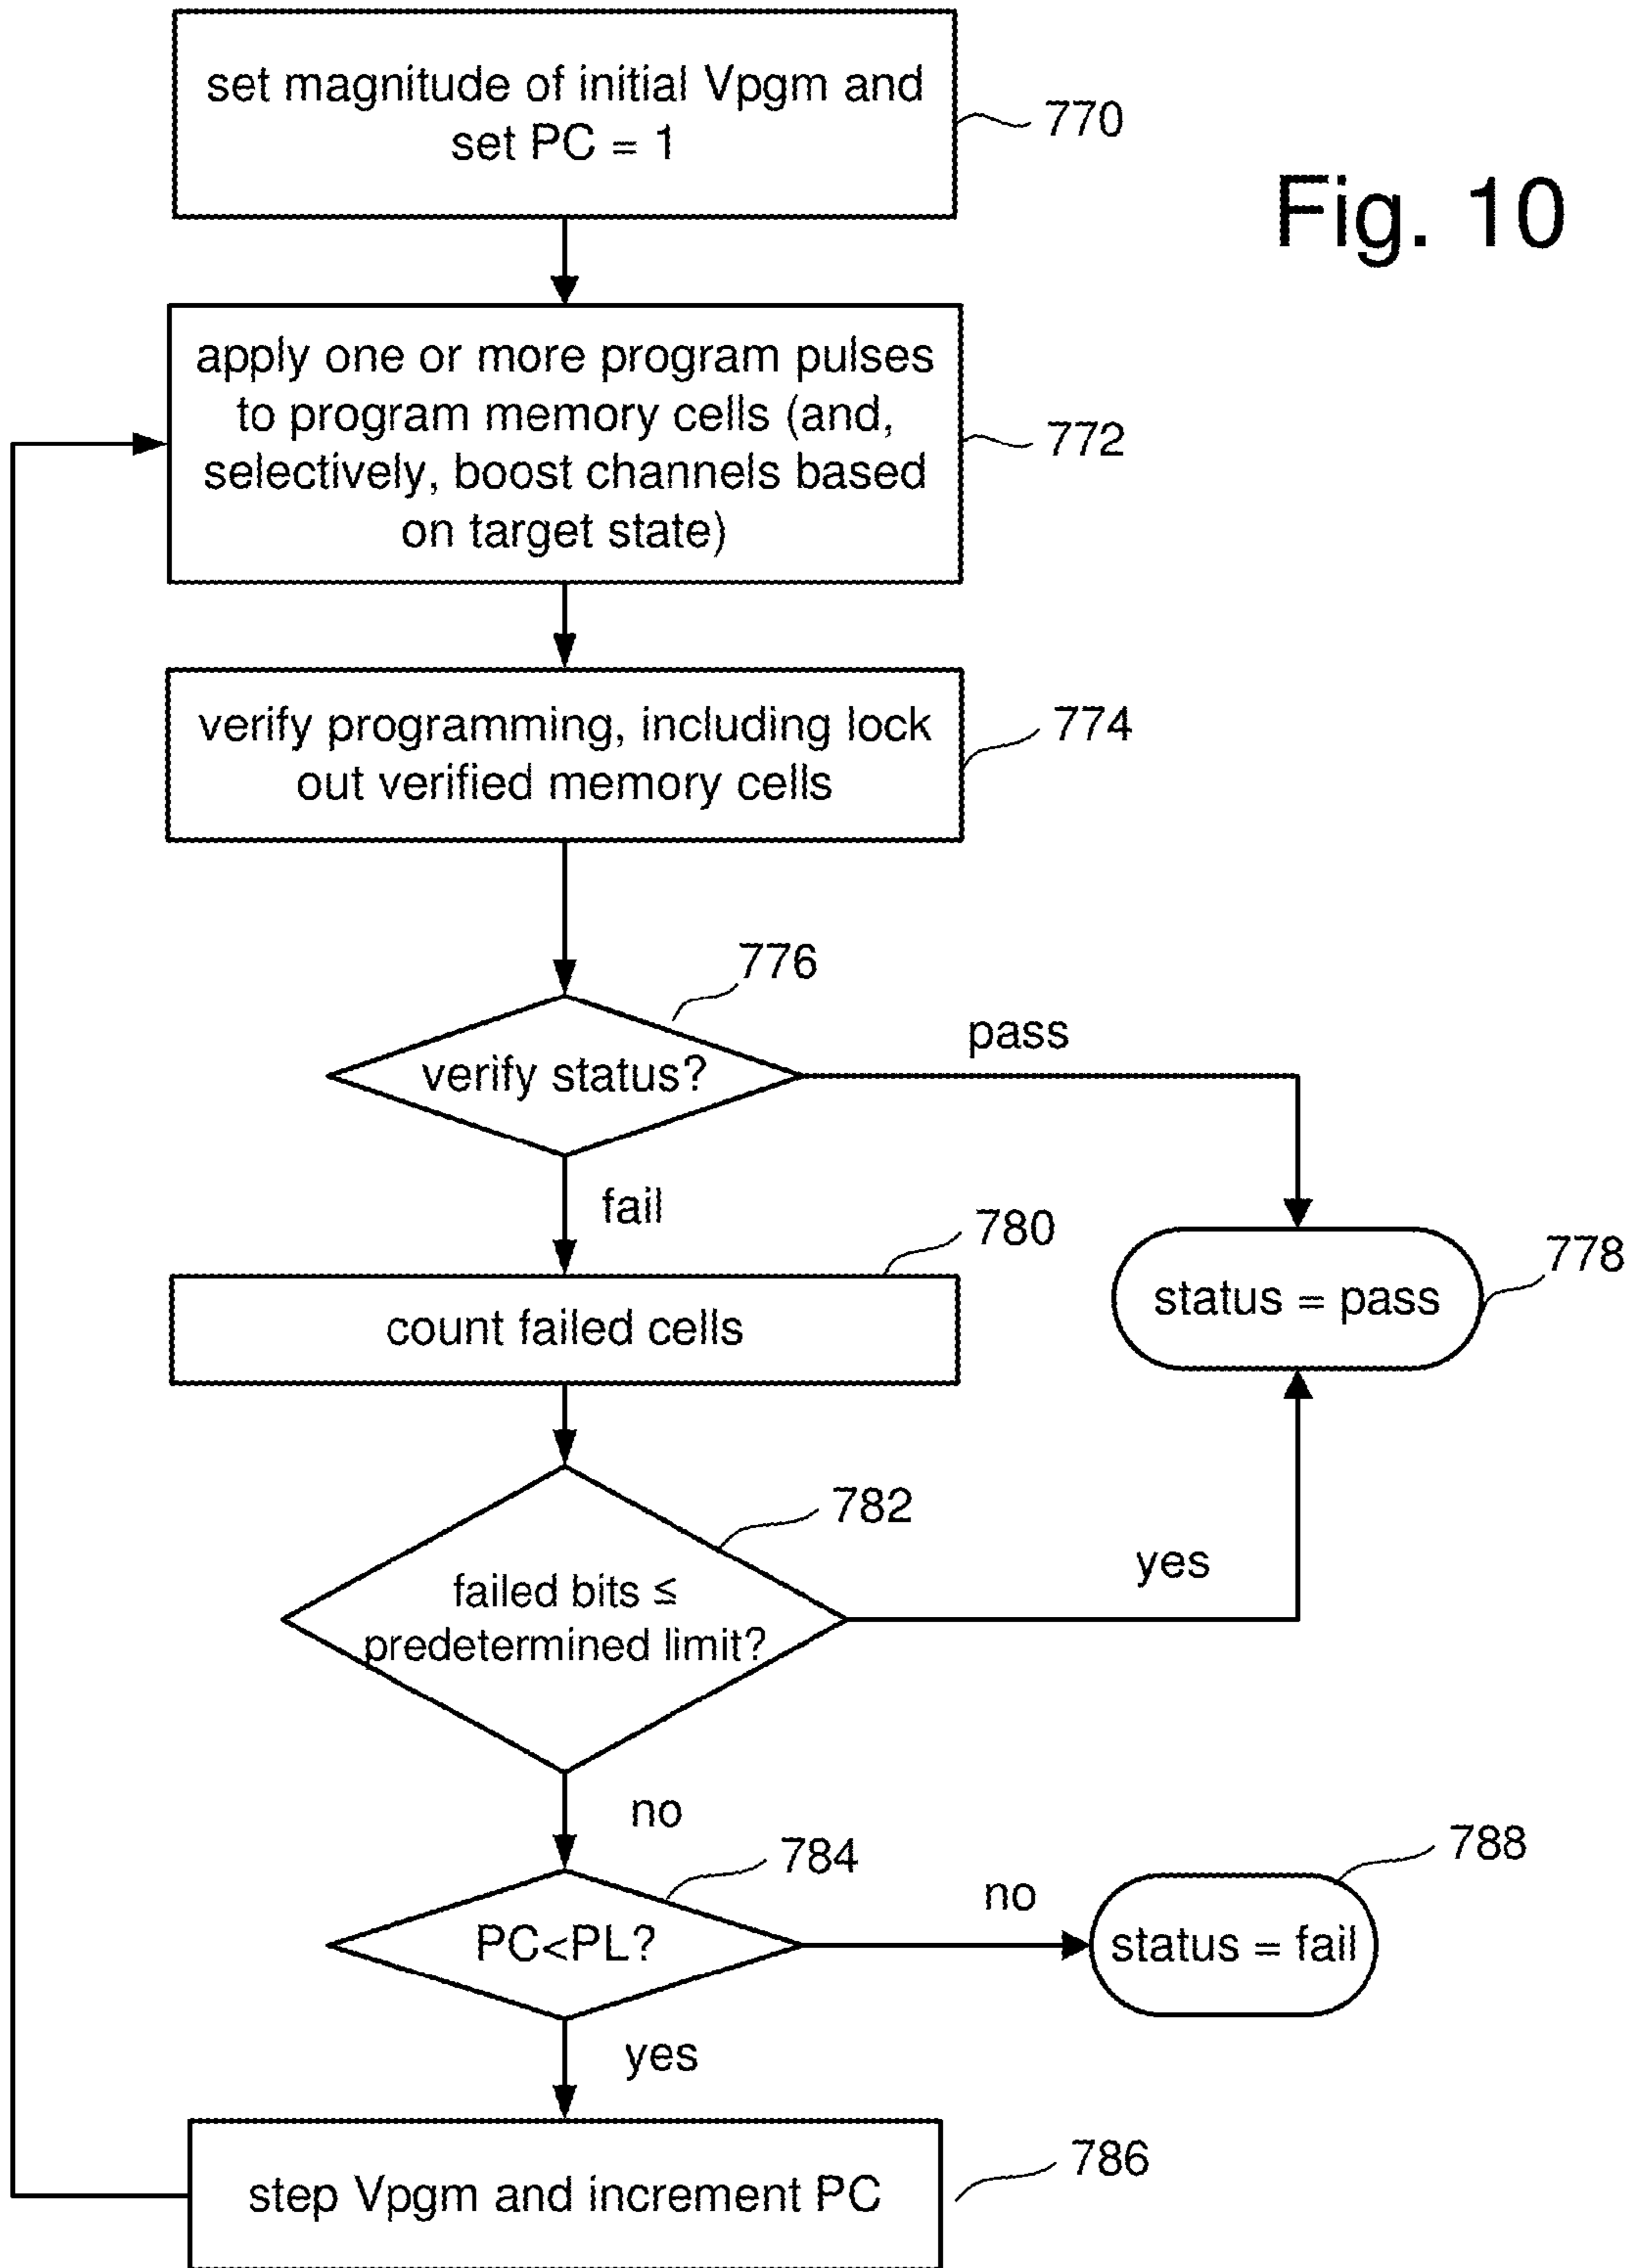 set magnitude of initial Vpgm and
set PC = 1
770
Fig. 10
apply one or more program pulses
to program memory cells (and,
selectively, boost channels based
on target state)
772
verify programming, including lock
out verified memory cells
774
776
verify status?
pass
fail
780
count failed cells
status = pass
778
782
failed bits ≤
predetermined limit?
yes
no
784
PC<PL?
no
788
status = fail
yes
step Vpgm and increment PC
786